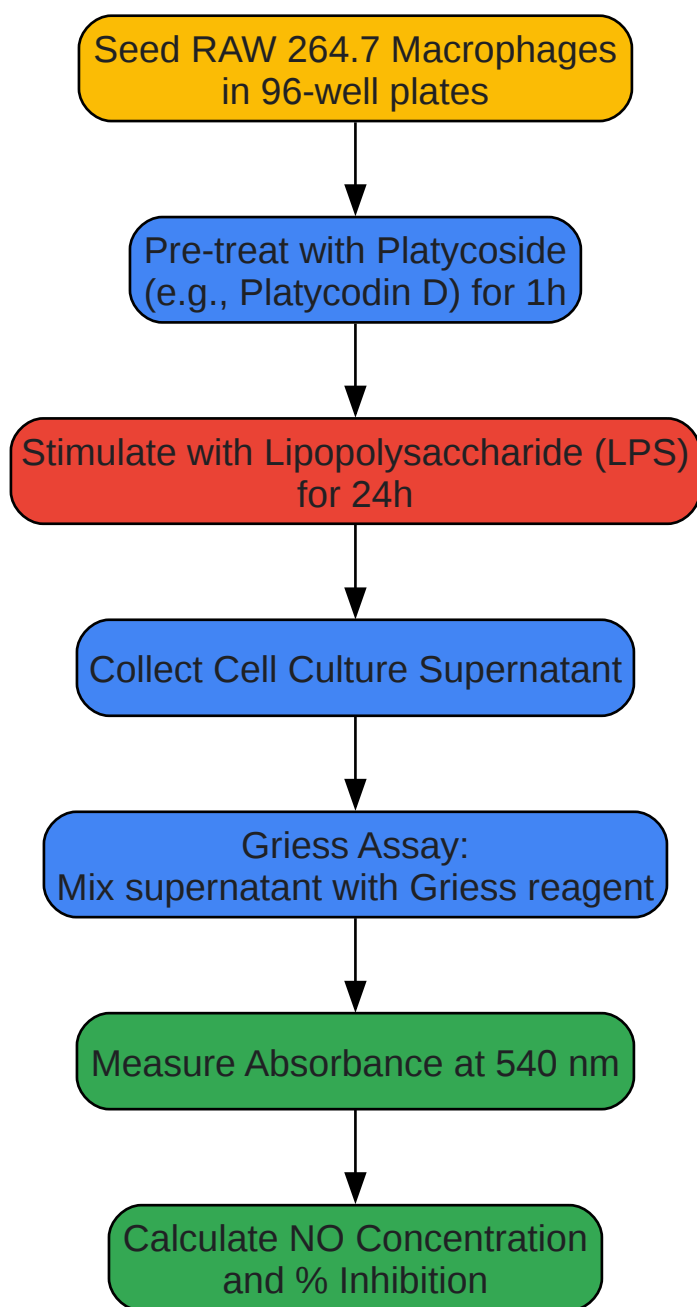 Seed RAW 264.7 Macrophages
in 96-well plates
Pre-treat with Platycoside
(e.g., Platycodin D) for 1h
Stimulate with Lipopolysaccharide (LPS)
for 24h
Collect Cell Culture Supernatant
Griess Assay:
Mix supernatant with Griess reagent
Measure Absorbance at 540 nm
Calculate NO Concentration
and % Inhibition